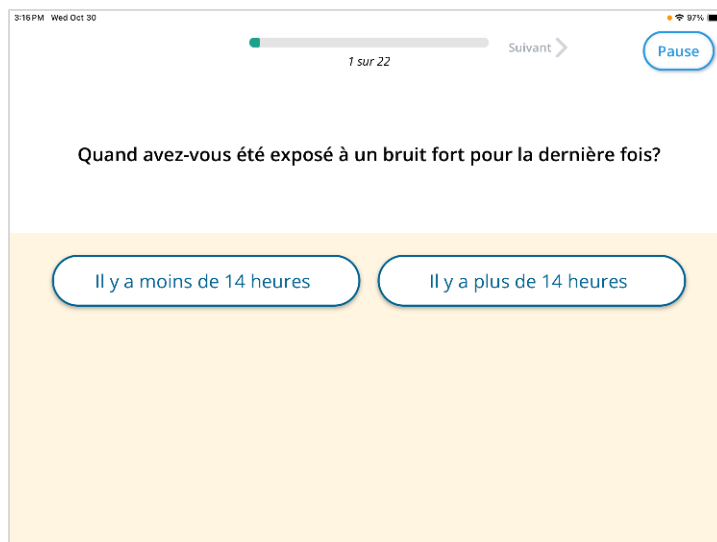 3:16 PM Wed Oct 30
97%
Suivant
Pause
1 sur 22
Quand avez-vous été exposé à un bruit fort pour la dernière fois?
Il y a moins de 14 heures
Il y a plus de 14 heures